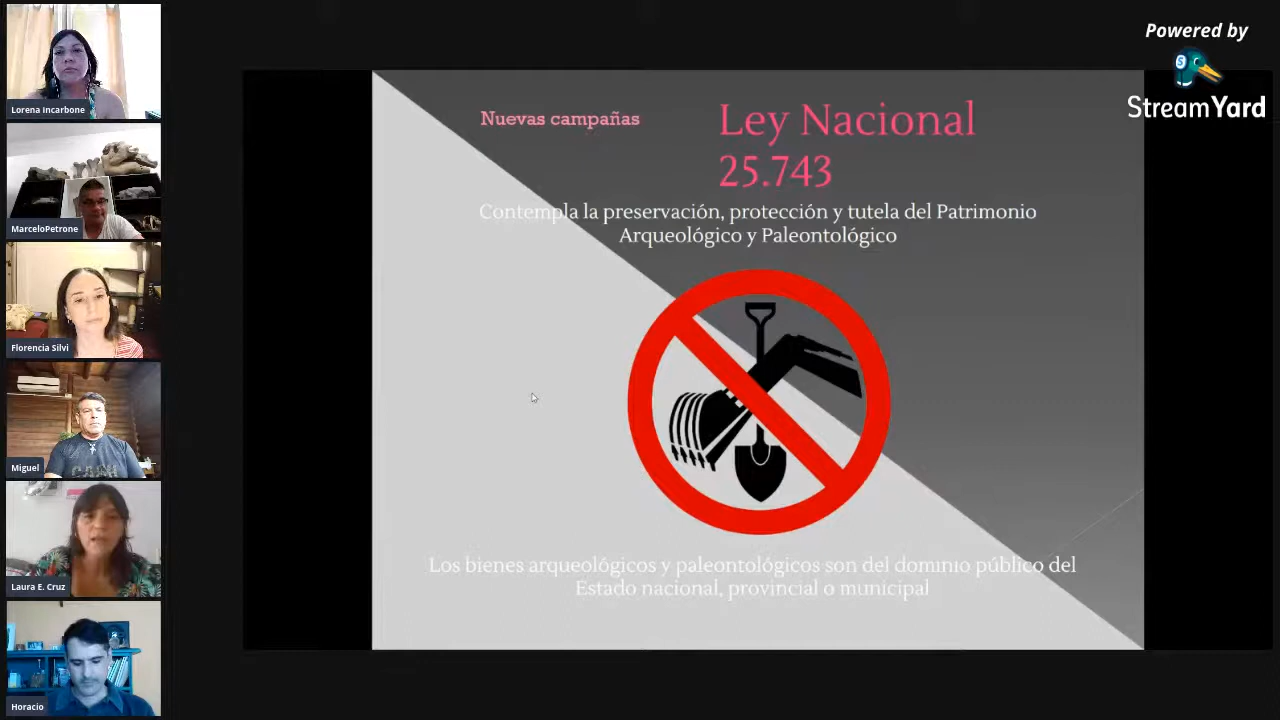 Lorena Incarbone
MarceloPetrone
Florencia Silvi
Miguel
Laura E. Cruz
Horacio
Nuevas campañas
Ley Nacional
25.743
Contempla la preservación, protección y tutela del Patrimonio
Arqueológico y Paleontológico
Los bienes arqueológicos y paleontológicos son del dominio público del
Estado nacional, provincial o municipal
Powered by
S
StreamYard